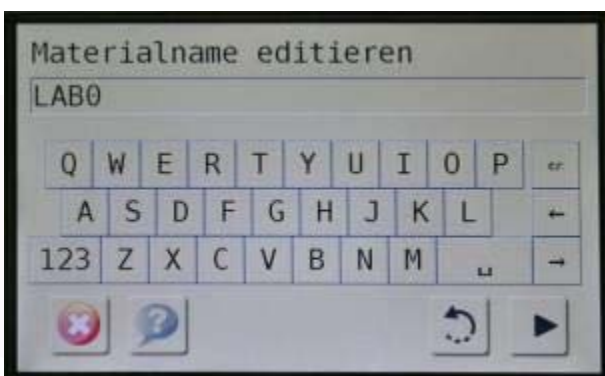 Materialname editieren
LAB0
Q W E R T Y U I O P ↵
A S D F G H J K L ←
123 Z X C V B N M ␣ →
?